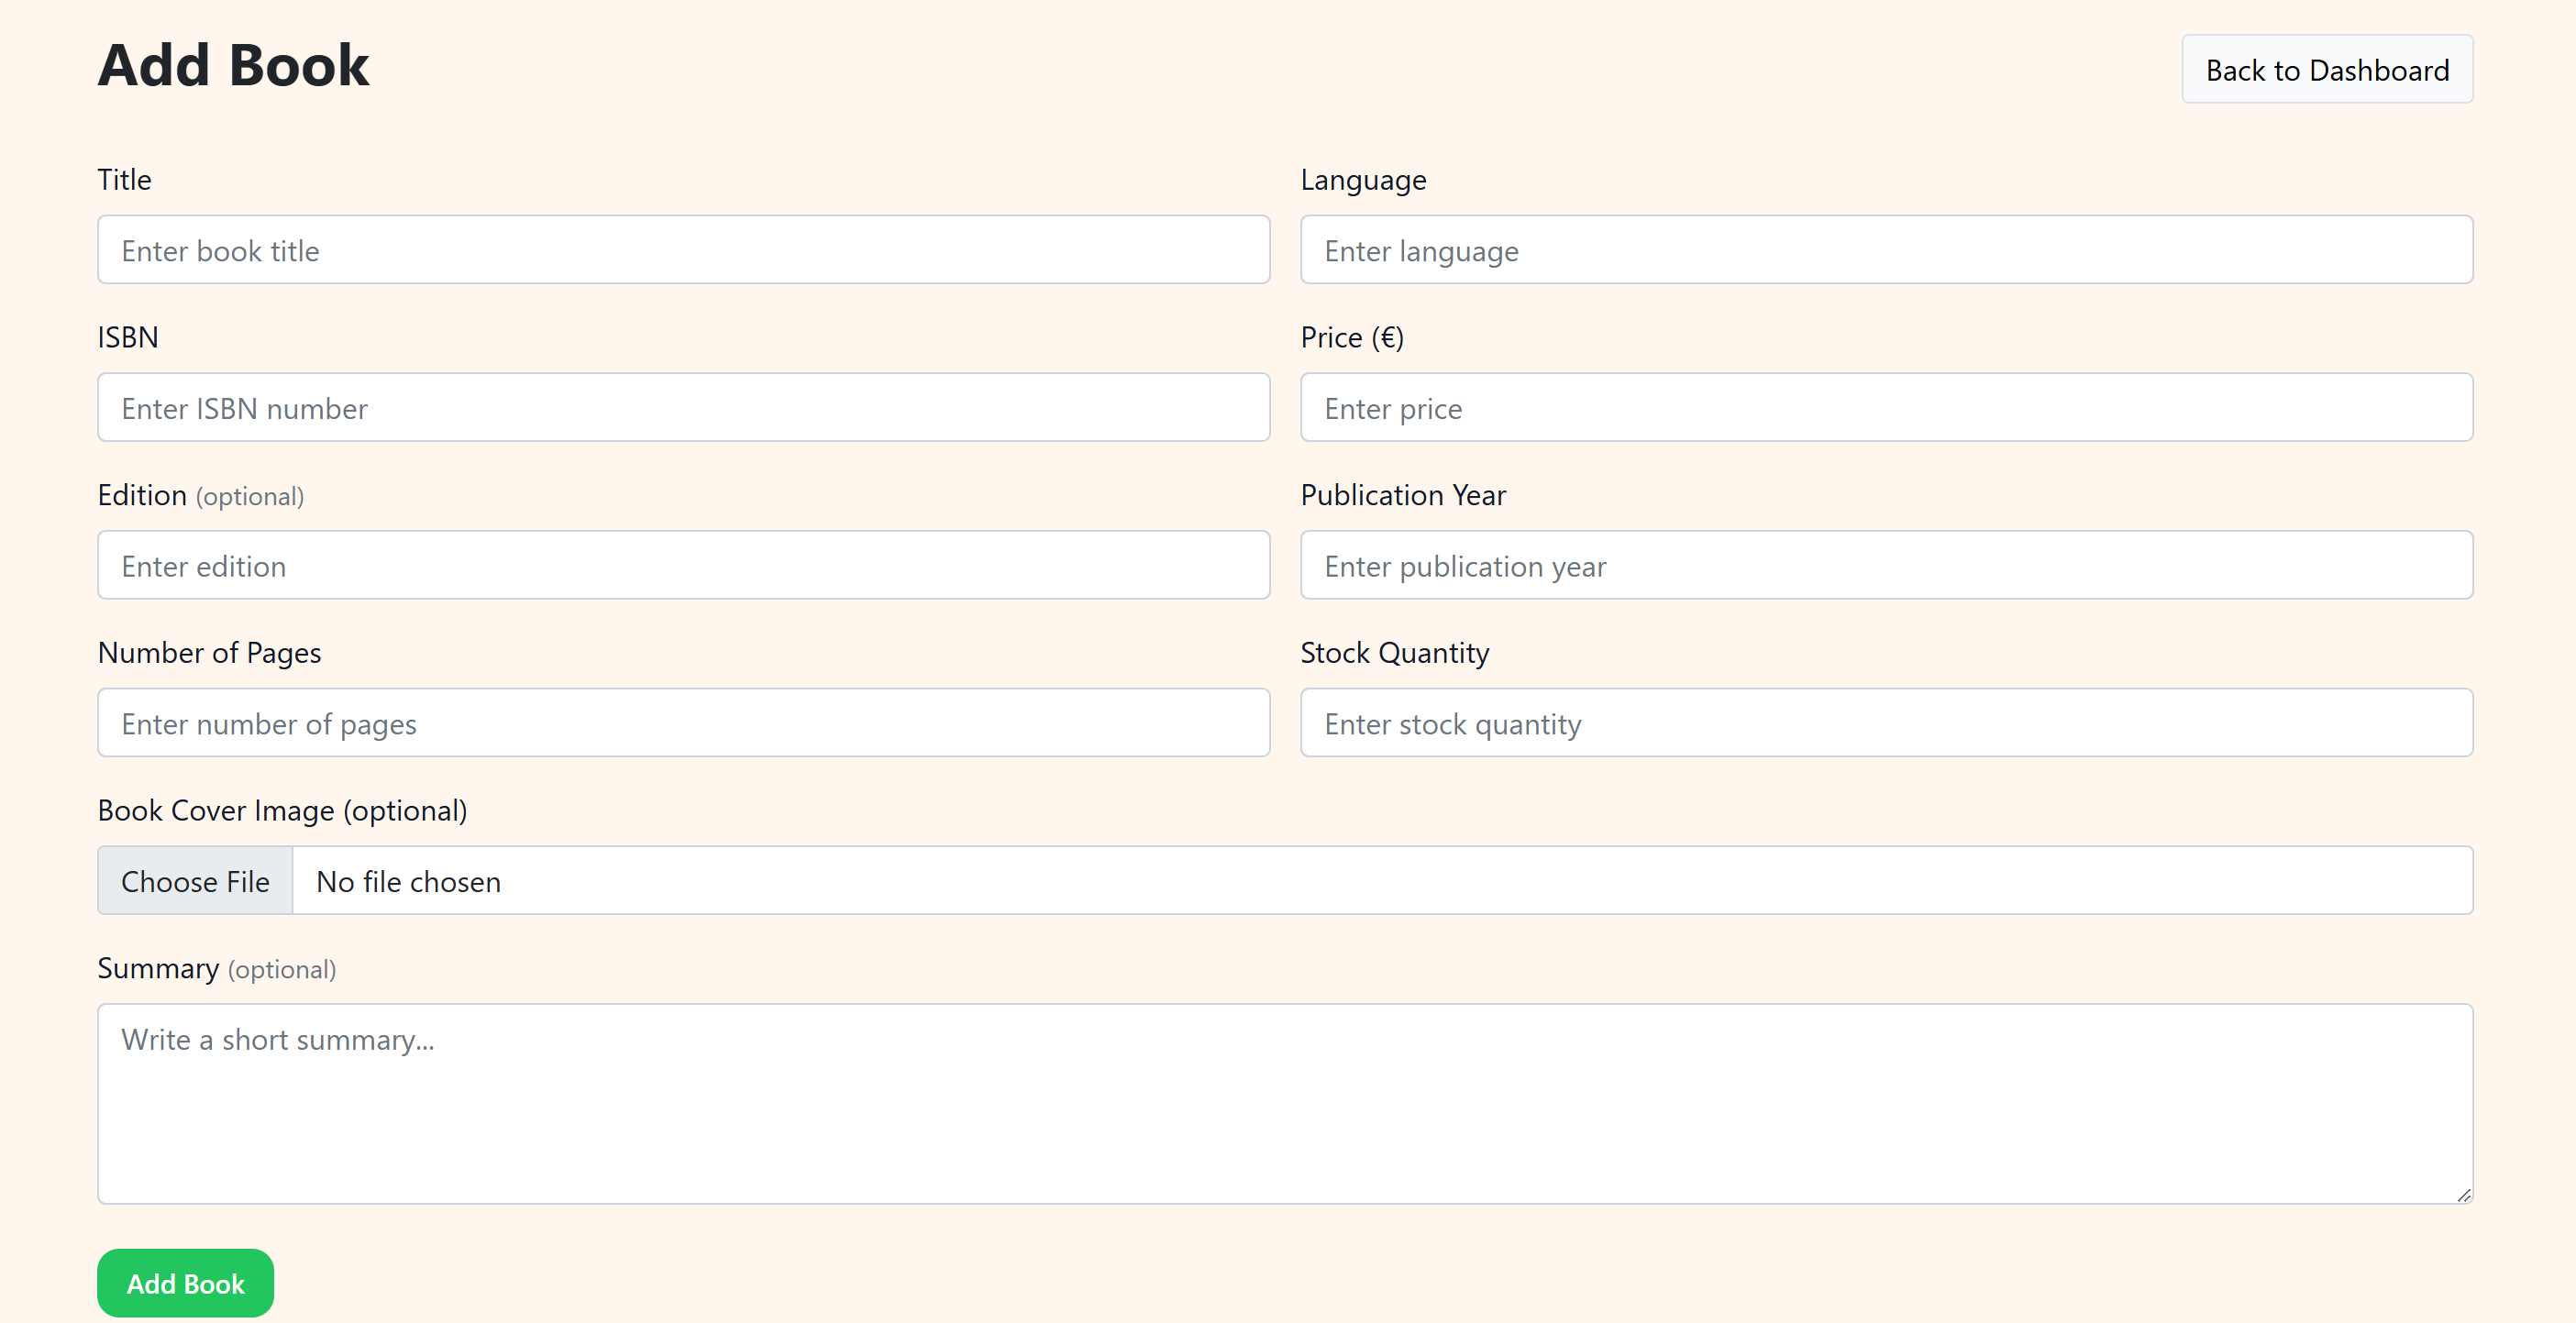 Add Book
Back to Dashboard
Title
Language
Enter book title
Enter language
ISBN
Price (€)
Enter ISBN number
Enter price
Edition (optional)
Publication Year
Enter edition
Enter publication year
Number of Pages
Stock Quantity
Enter number of pages
Enter stock quantity
Book Cover Image (optional)
Choose File No file chosen
Summary (optional)
Write a short summary...
Add Book